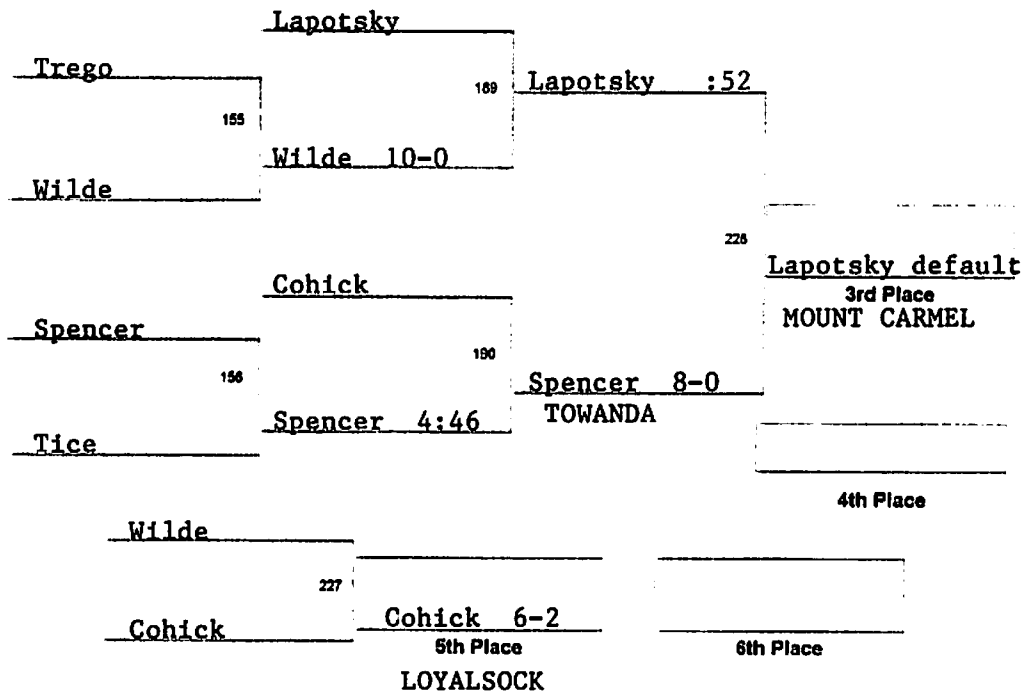 Lapotsky
Trego
189 Lapotsky :52
155
Wilde 10-0
Wilde
228
Lapotsky default
Cohick
3rd Place
MOUNT CARMEL
Spencer
190
156
Spencer 8-0
TOWANDA
Spencer 4:46
Tice
4th Place
Wilde
227
Cohick 6-2
Cohick
5th Place
6th Place
LOYALSOCK